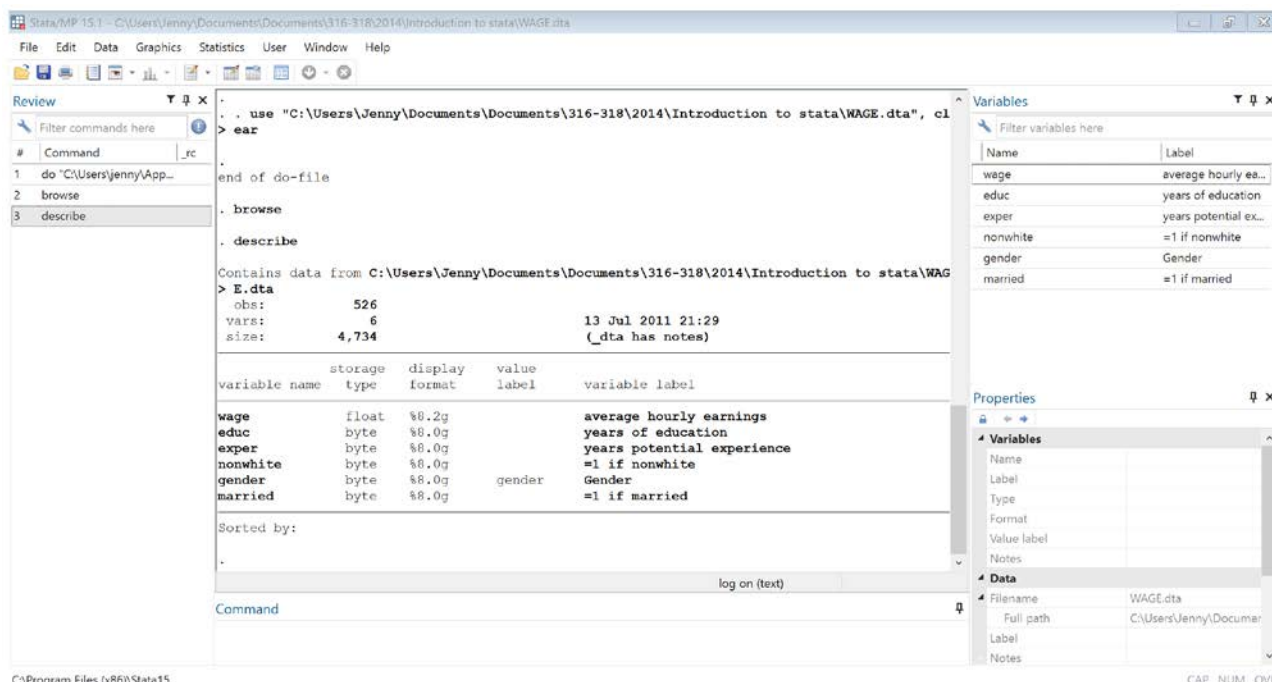 Stata/MP 15.1 - C:\Users\Jenny\Documents\Documents\316-318\2014\Introduction to stata\WAGE.dta
File Edit Data Graphics Statistics User Window Help
Review
Filter commands here
# Command _rc
1 do "C:\Users\jenny\App...
2 browse
3 describe
.
. . use "C:\Users\Jenny\Documents\Documents\316-318\2014\Introduction to stata\WAGE.dta", cl
> ear
.
end of do-file
. browse
. describe
Contains data from C:\Users\Jenny\Documents\Documents\316-318\2014\Introduction to stata\WAG
> E.dta
obs: 526
vars: 6 13 Jul 2011 21:29
size: 4,734 (_dta has notes)
storage display value
variable name type format label variable label
wage float %8.2g average hourly earnings
educ byte %8.0g years of education
exper byte %8.0g years potential experience
nonwhite byte %8.0g =1 if nonwhite
gender byte %8.0g gender Gender
married byte %8.0g =1 if married
Sorted by:
.
log on (text)
Command
Variables
Filter variables here
Name Label
wage average hourly ea...
educ years of education
exper years potential ex...
nonwhite =1 if nonwhite
gender Gender
married =1 if married
Properties
Variables
Name
Label
Type
Format
Value label
Notes
Data
Filename WAGE.dta
Full path C:\Users\Jenny\Documer
Label
Notes
C:\Program Files (x86)\Stata15
CAP NUM OVR